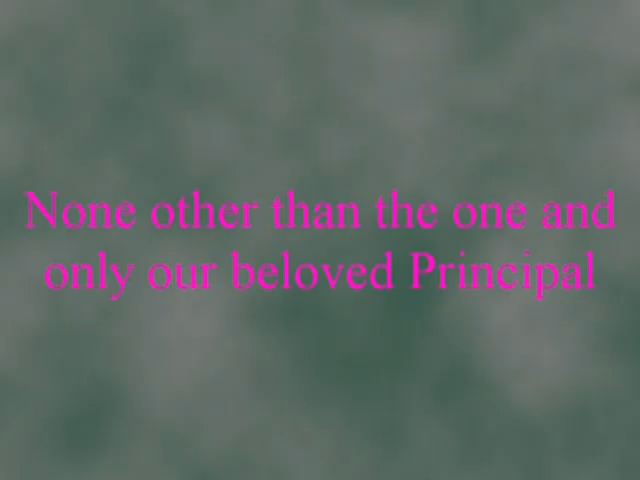 None other than the one and
only our beloved Principal